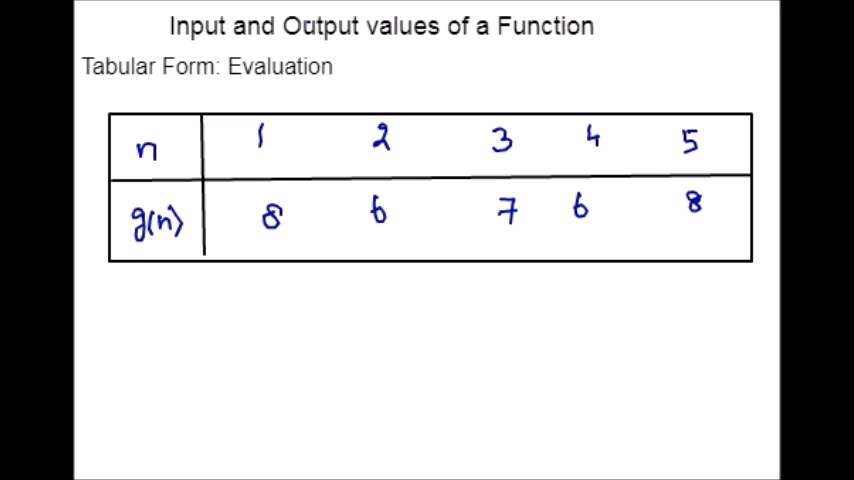 Input and Output values of a Function
Tabular Form: Evaluation
n 1 2 3 4 5
g(n) 8 6 7 6 8